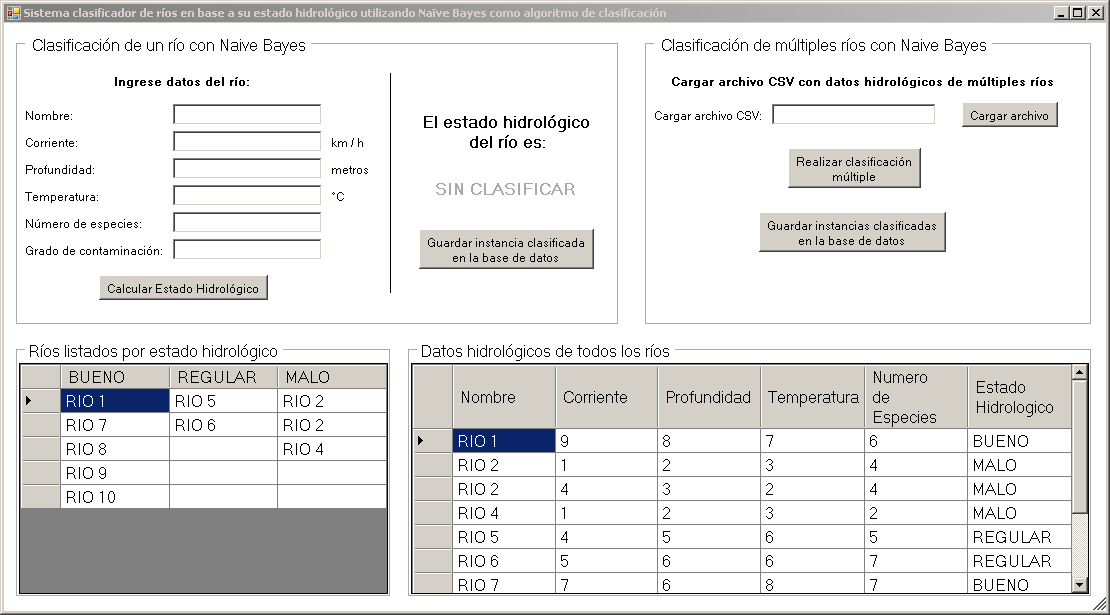 Sistema clasificador de ríos en base a su estado hidrológico utilizando Naïve Bayes como algoritmo de clasificación
Clasificación de un río con Naive Bayes
Ingrese datos del río:
Nombre:
Corriente: km / h
Profundidad: metros
Temperatura: °C
Número de especies:
Grado de contaminación:
Calcular Estado Hidrológico
El estado hidrológico
del río es:
SIN CLASIFICAR
Guardar instancia clasificada
en la base de datos
Clasificación de múltiples ríos con Naive Bayes
Cargar archivo CSV con datos hidrológicos de múltiples ríos
Cargar archivo CSV: Cargar archivo
Realizar clasificación
múltiple
Guardar instancias clasificadas
en la base de datos
Ríos listados por estado hidrológico
BUENO REGULAR MALO
RIO 1 RIO 5 RIO 2
RIO 7 RIO 6 RIO 2
RIO 8 RIO 4
RIO 9
RIO 10
Datos hidrológicos de todos los ríos
Nombre Corriente Profundidad Temperatura Numero de Especies Estado Hidrologico
RIO 1 9 8 7 6 BUENO
RIO 2 1 2 3 4 MALO
RIO 2 4 3 2 4 MALO
RIO 4 1 2 3 2 MALO
RIO 5 4 5 6 5 REGULAR
RIO 6 5 6 6 7 REGULAR
RIO 7 7 6 8 7 BUENO